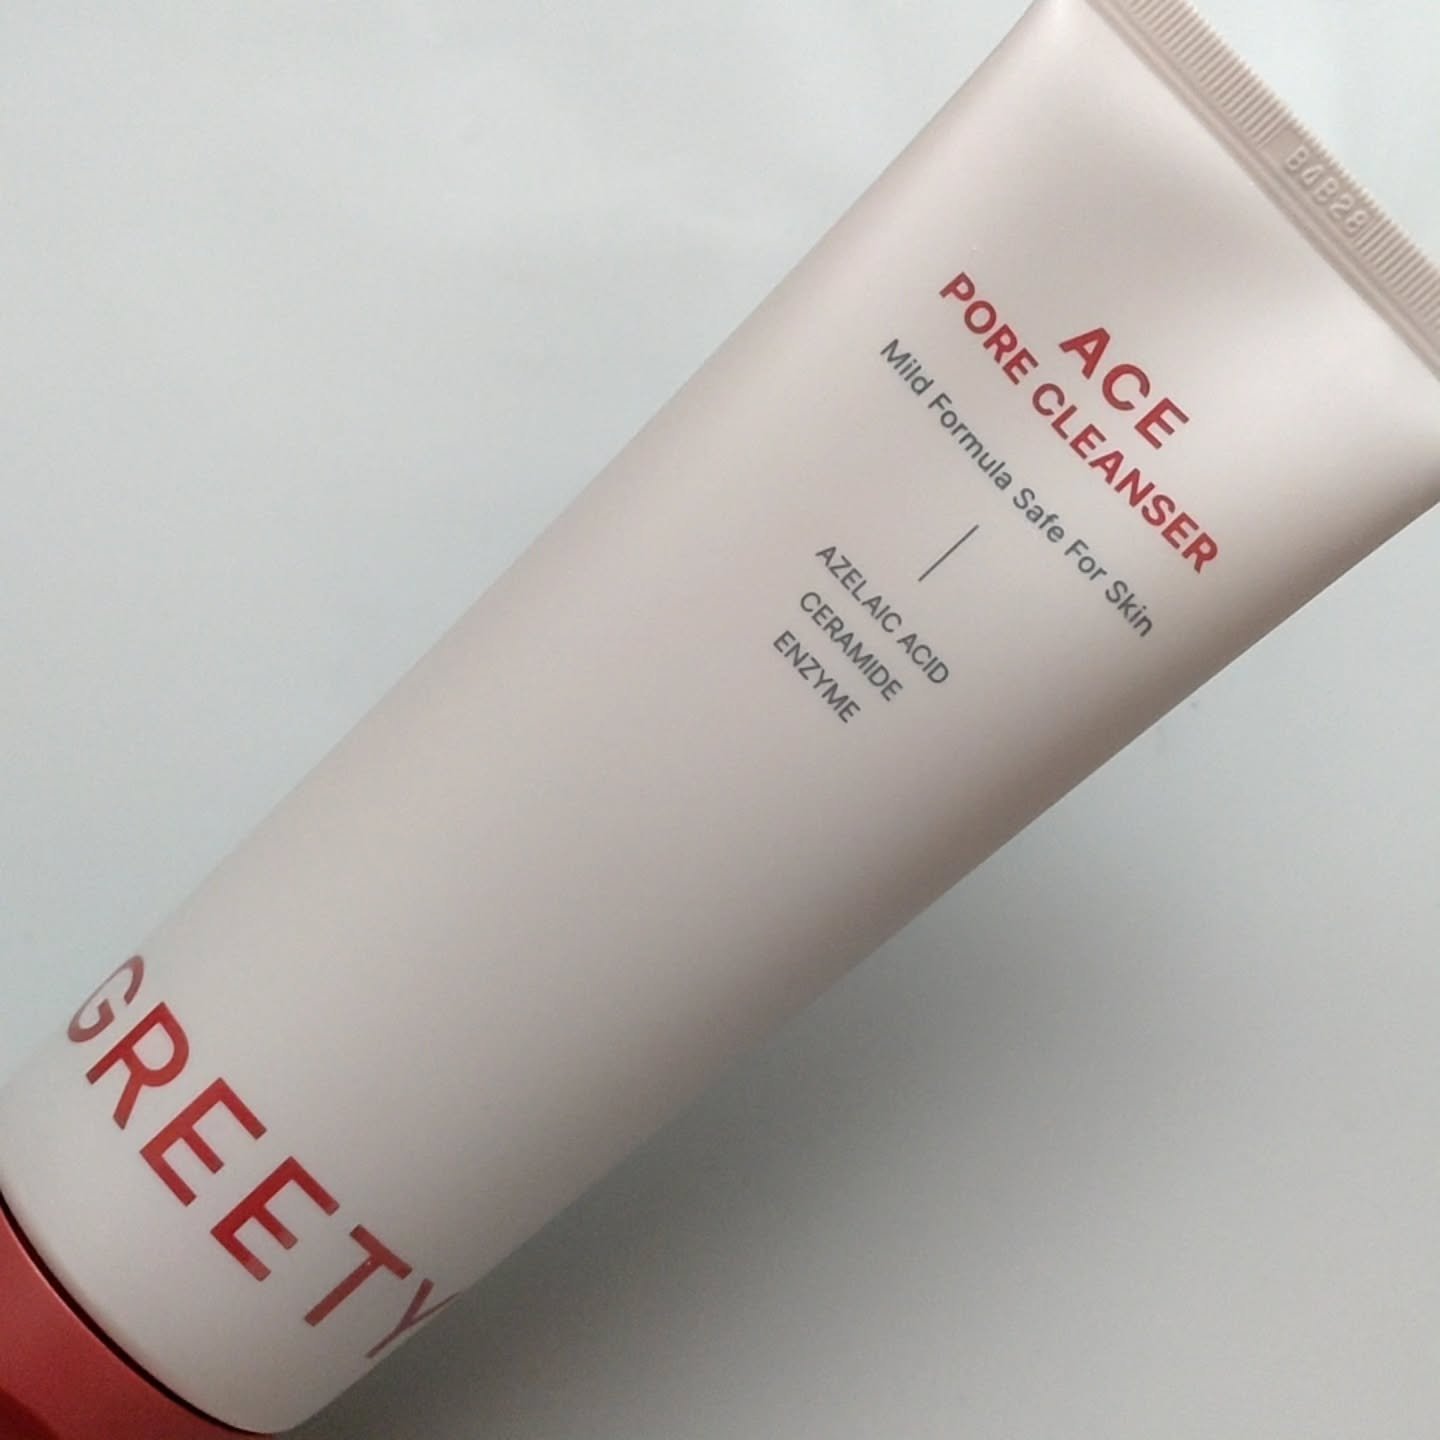 B4B28
ACE
PORE CLEANSER
Mild Formula Safe For Skin
AZELAIC ACID
CERAMIDE
ENZYME
GREETY